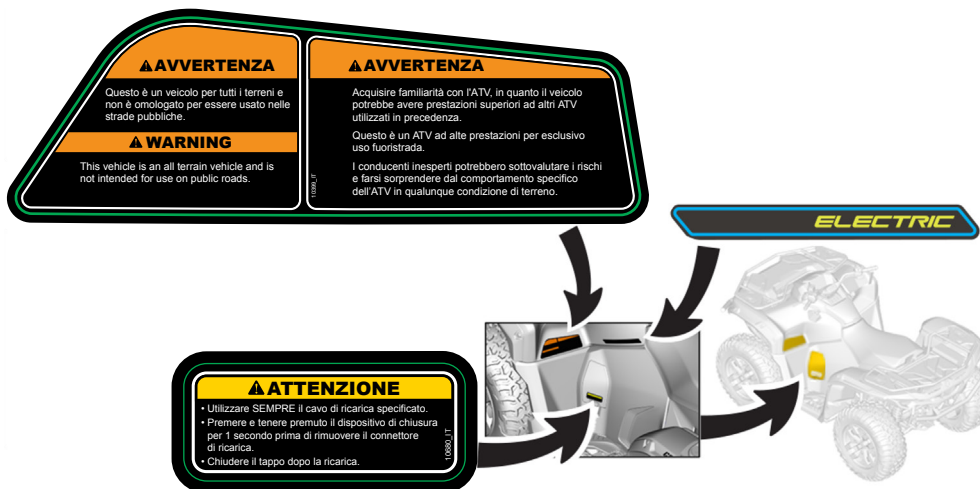 AVVERTENZA
Questo è un veicolo per tutti i terreni e
non è omologato per essere usato nelle
strade pubbliche.
WARNING
This vehicle is an all terrain vehicle and is
not intended for use on public roads.
AVVERTENZA
Acquisire familiarità con l'ATV, in quanto il veicolo
potrebbe avere prestazioni superiori ad altri ATV
utilizzati in precedenza.
Questo è un ATV ad alte prestazioni per esclusivo
uso fuoristrada.
I conducenti inesperti potrebbero sottovalutare i rischi
e farsi sorprendere dal comportamento specifico
dell'ATV in qualunque condizione di terreno.
10399_IT
ELECTRIC
ATTENZIONE
• Utilizzare SEMPRE il cavo di ricarica specificato.
• Premere e tenere premuto il dispositivo di chiusura
per 1 secondo prima di rimuovere il connettore
di ricarica.
• Chiudere il tappo dopo la ricarica.
10680_IT